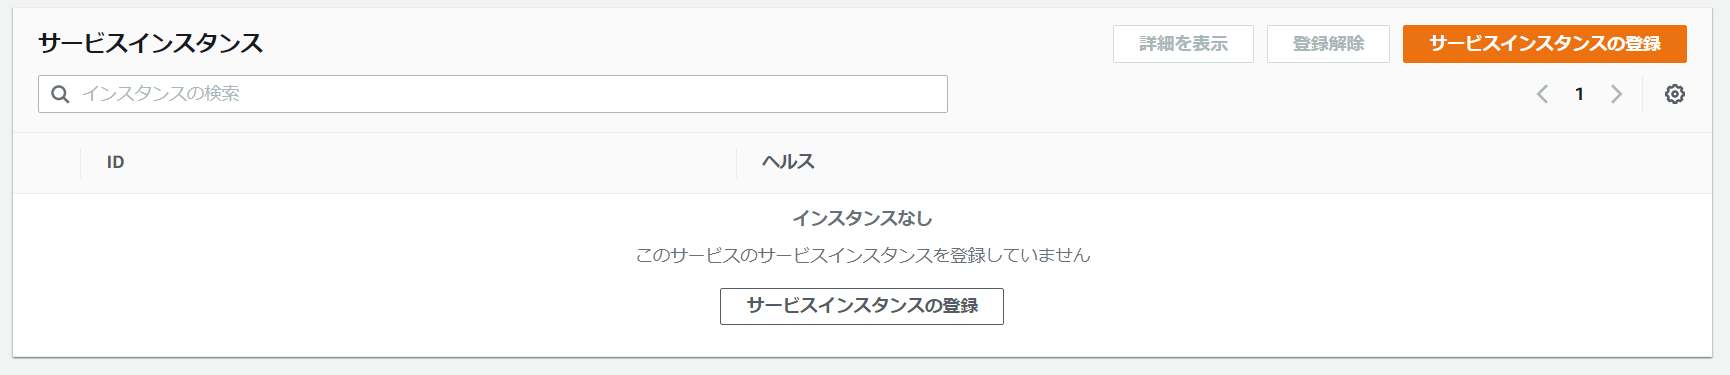 サービスインスタンス
詳細を表示
登録解除
サービスインスタンスの登録
インスタンスの検索
1
ID
ヘルス
インスタンスなし
このサービスのサービスインスタンスを登録していません
サービスインスタンスの登録